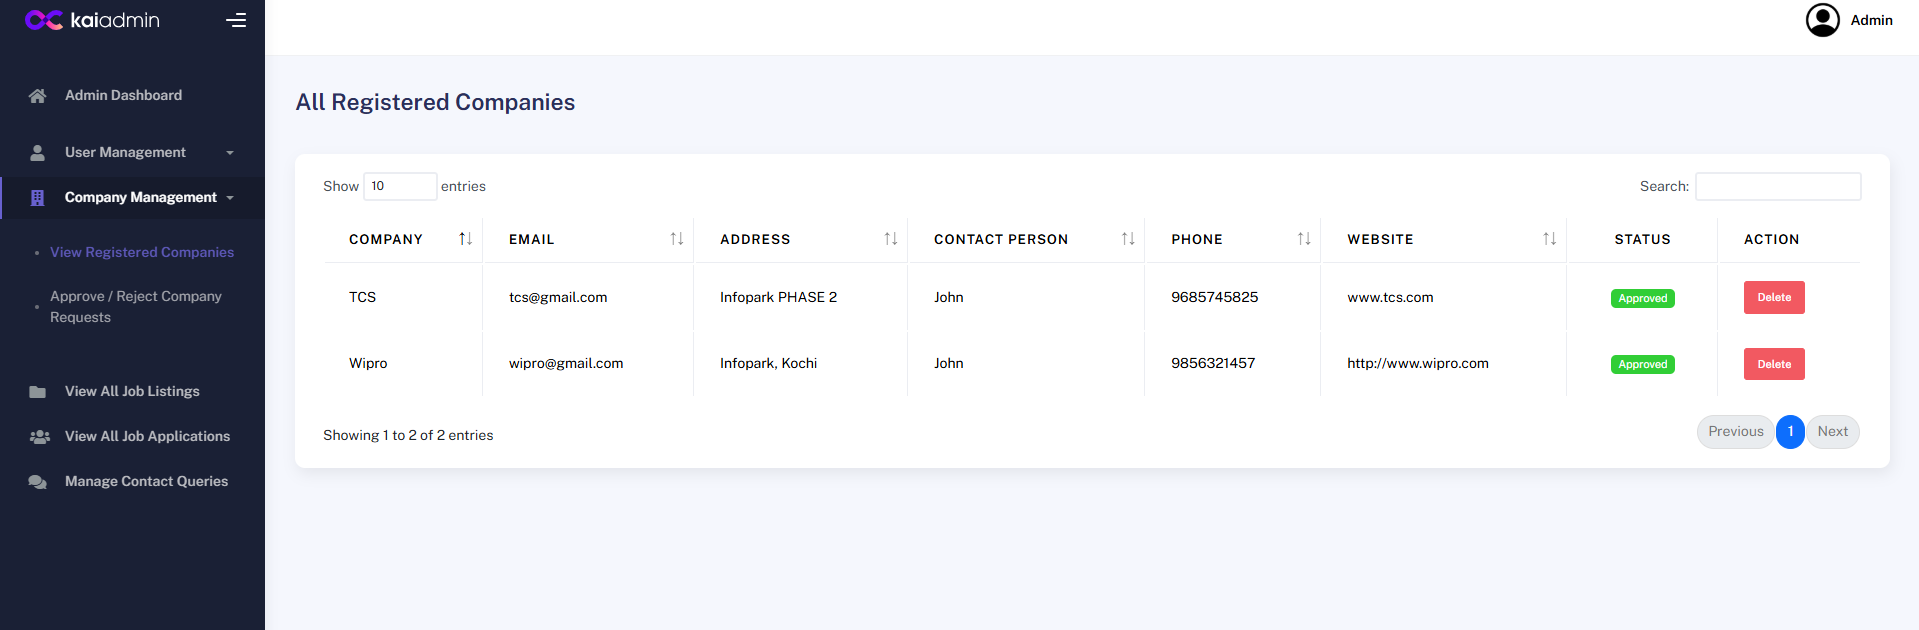 kaiadmin
Admin
Admin Dashboard
User Management
Company Management
View Registered Companies
Approve / Reject Company
Requests
View All Job Listings
View All Job Applications
Manage Contact Queries
All Registered Companies
Show 10 entries
Search:
COMPANY EMAIL ADDRESS CONTACT PERSON PHONE WEBSITE STATUS ACTION
TCS tcs@gmail.com Infopark PHASE 2 John 9685745825 www.tcs.com Approved Delete
Wipro wipro@gmail.com Infopark, Kochi John 9856321457 http://www.wipro.com Approved Delete
Showing 1 to 2 of 2 entries
Previous 1 Next